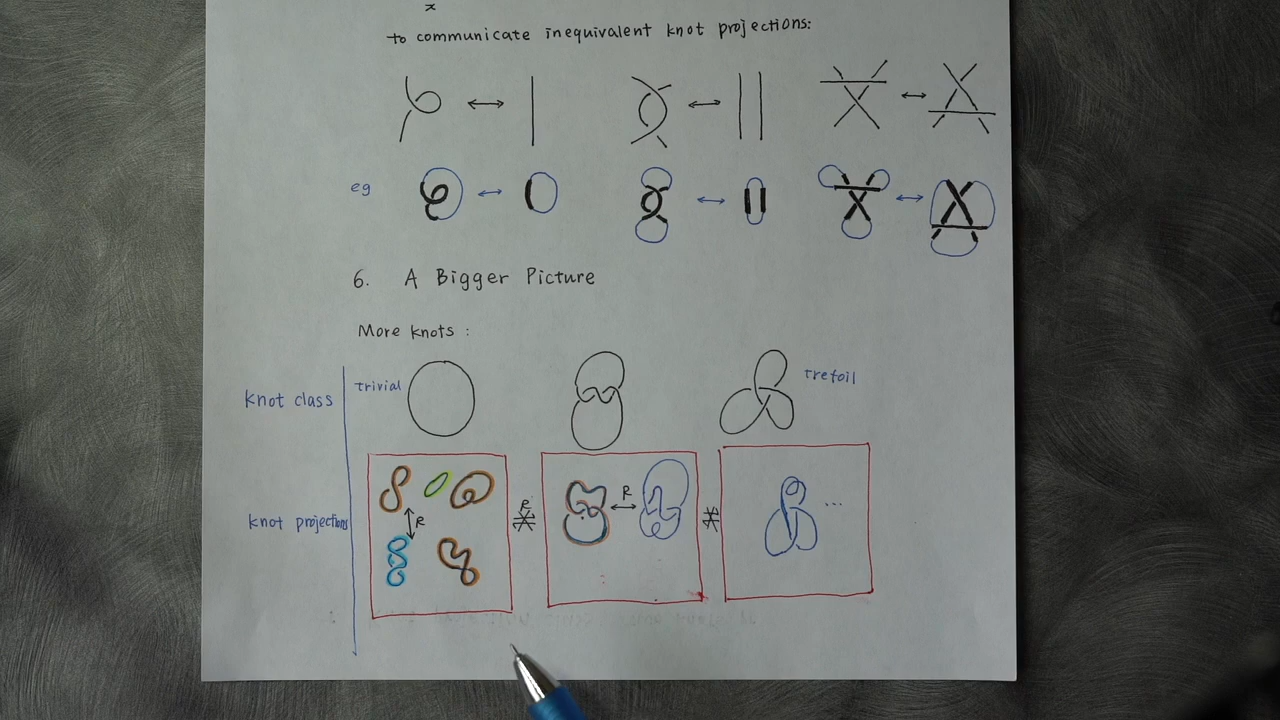 x
to communicate inequivalent knot projections:
eg
6. A Bigger Picture
More knots :
Knot class
trivial
trefoil
knot projections
R
R
R
...